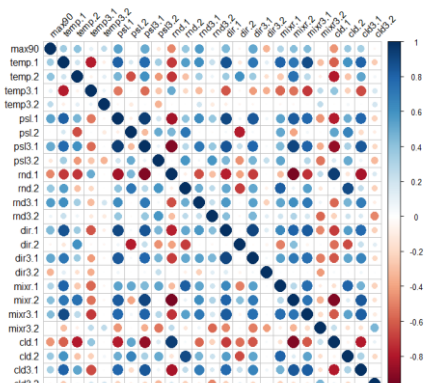 max90 temp.1 temp.2 temp3.1 temp3.2 psl.1 psl.2 psl3.1 psl3.2 rnd.1 rnd.2 rnd3.1 rnd3.2 dir.1 dir.2 dir3.1 dir3.2 mixr.1 mixr.2 mixr3.1 mixr3.2 cld.1 cld.2 cld3.1 cld3.2
max90
temp.1
temp.2
temp3.1
temp3.2
psl.1
psl.2
psl3.1
psl3.2
rnd.1
rnd.2
rnd3.1
rnd3.2
dir.1
dir.2
dir3.1
dir3.2
mixr.1
mixr.2
mixr3.1
mixr3.2
cld.1
cld.2
cld3.1
1
0.8
0.6
0.4
0.2
0
-0.2
-0.4
-0.6
-0.8